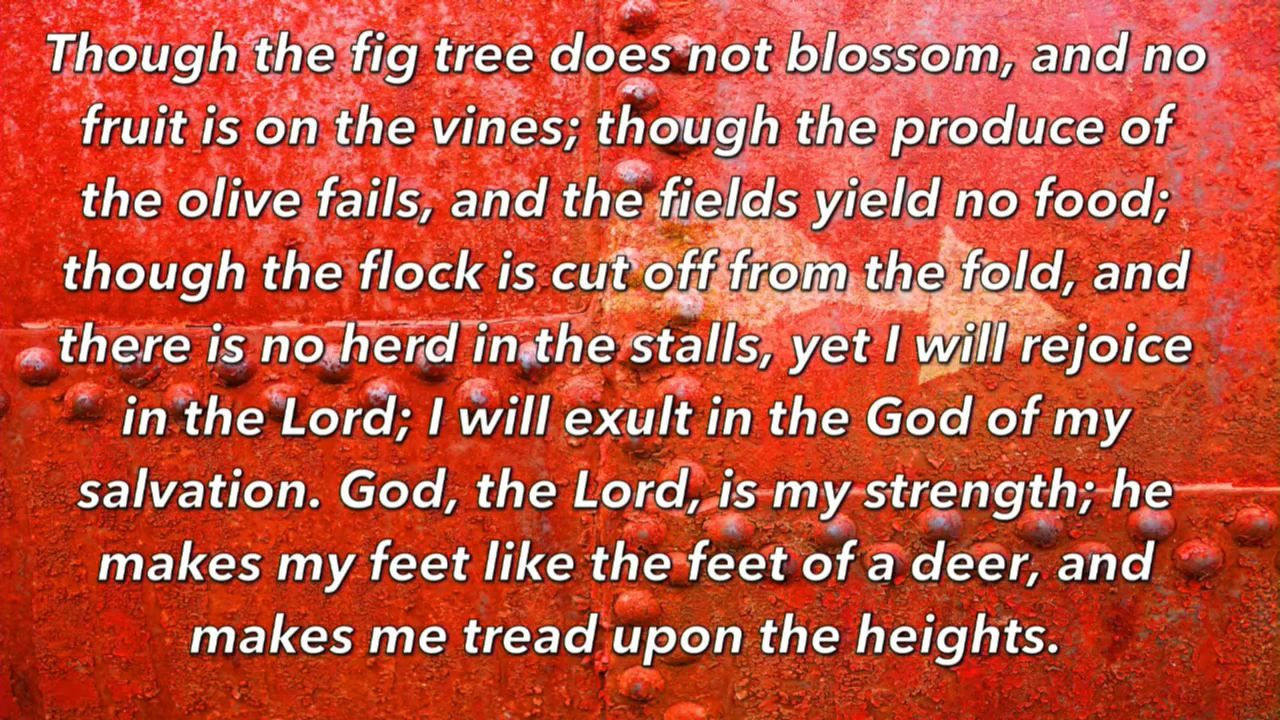 Though the fig tree does not blossom, and no
fruit is on the vines; though the produce of
the olive fails, and the fields yield no food;
though the flock is cut off from the fold, and
there is no herd in the stalls, yet I will rejoice
in the Lord; I will exult in the God of my
salvation. God, the Lord, is my strength; he
makes my feet like the feet of a deer, and
makes me tread upon the heights.